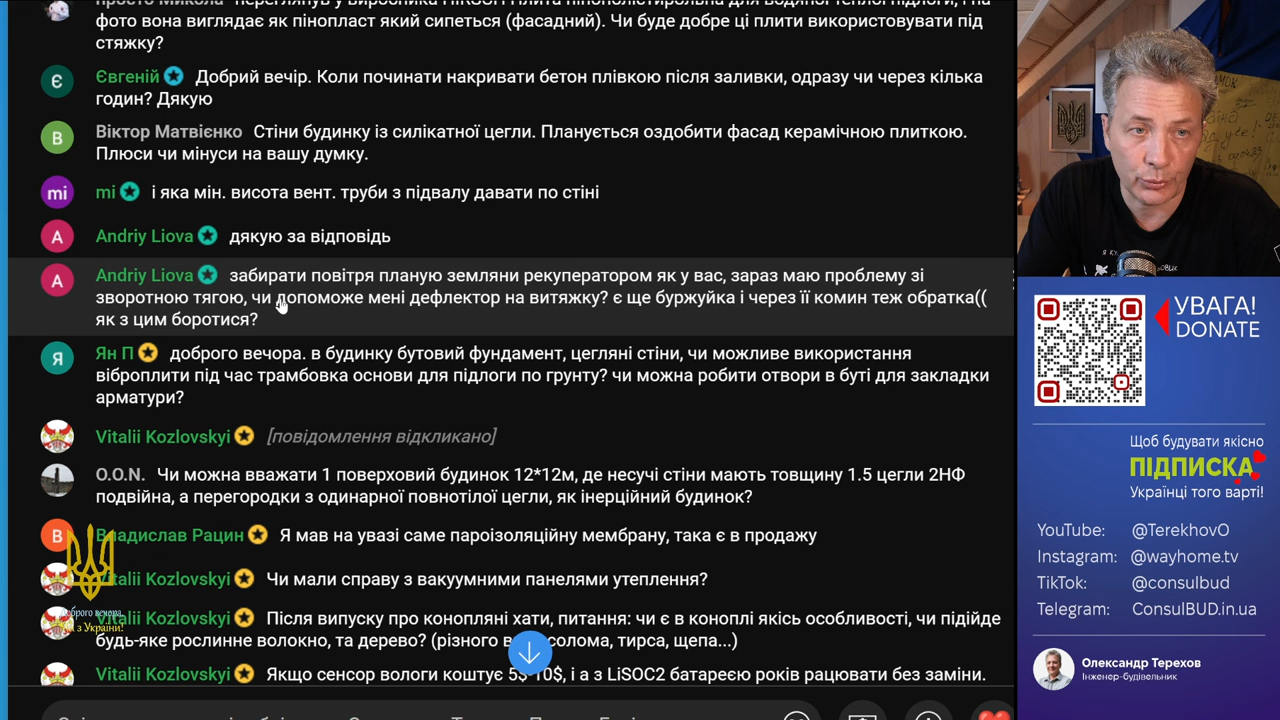 фото вона виглядає як пінопласт який сипеться (фасадний). Чи буде добре ці плити використовувати під
стяжку?
Є Євгеній Добрий вечір. Коли починати накривати бетон плівкою після заливки, одразу чи через кілька
годин? Дякую
В Віктор Матвієнко Стіни будинку із силікатної цегли. Планується оздобити фасад керамічною плиткою.
Плюси чи мінуси на вашу думку.
mi mi і яка мін. висота вент. труби з підвалу давати по стіні
A Andriy Liova дякую за відповідь
A Andriy Liova забирати повітря планую земляни рекуператором як у вас, зараз маю проблему зі
зворотною тягою, чи допоможе мені дефлектор на витяжку? є ще буржуйка і через її комин теж обратка((
як з цим боротися?
Я Ян П доброго вечора. в будинку бутовий фундамент, цегляні стіни, чи можливе використання
віброплити під час трамбовка основи для підлоги по грунту? чи можна робити отвори в буті для закладки
арматури?
Vitalii Kozlovskyi [повідомлення відкликано]
O.O.N. Чи можна вважати 1 поверховий будинок 12*12м, де несучі стіни мають товщину 1.5 цегли 2НФ
подвійна, а перегородки з одинарної повнотілої цегли, як інерційний будинок?
В Владислав Рацин Я мав на увазі саме пароізоляційну мембрану, така є в продажу
Vitalii Kozlovskyi Чи мали справу з вакуумними панелями утеплення?
Vitalii Kozlovskyi Після випуску про конопляні хати, питання: чи є в коноплі якісь особливості, чи підійде
будь-яке рослинне волокно, та дерево? (різного в солома, тирса, щепа...)
Vitalii Kozlovskyi Якщо сенсор вологи коштує 5$-10$, і а з LiSOC2 батареєю років рацювати без заміни.
Доброго вечора,
з України!
УВАГА!
DONATE
Щоб будувати якісно
ПІДПИСКА
Українці того варті!
YouTube: @TerekhovO
Instagram: @wayhome.tv
TikTok: @consulbud
Telegram: ConsulBUD.in.ua
Олександр Терехов
Інженер-будівельник